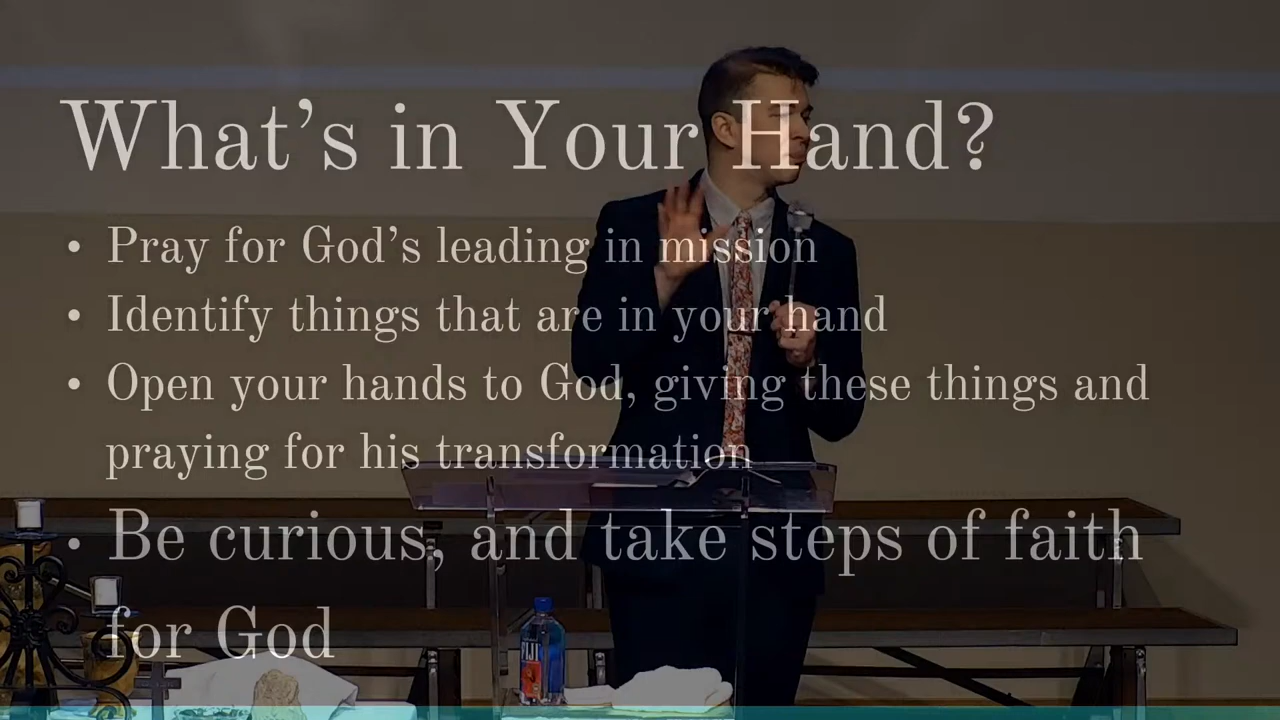 What’s in Your Hand?
• Pray for God’s leading in mission
• Identify things that are in your hand
• Open your hands to God, giving these things and
praying for his transformation
• Be curious, and take steps of faith
for God
FIJI